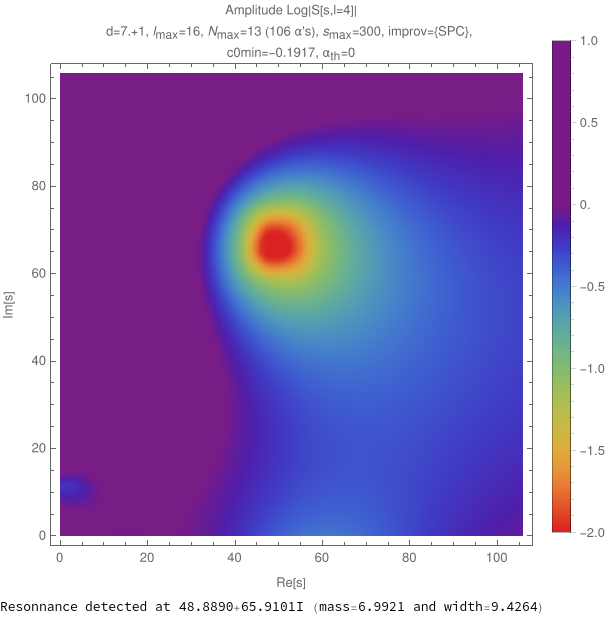 Amplitude Log|S[s,l=4]|
d=7.+1, lmax=16, Nmax=13 (106 α's), smax=300, improv={SPC},
c0min=−0.1917, αth=0
1.0
0.5
0.
−0.5
−1.0
−1.5
−2.0
100
80
60
40
20
0
Im[s]
0 20 40 60 80 100
Re[s]
Resonnance detected at 48.8890+65.9101I (mass=6.9921 and width=9.4264)